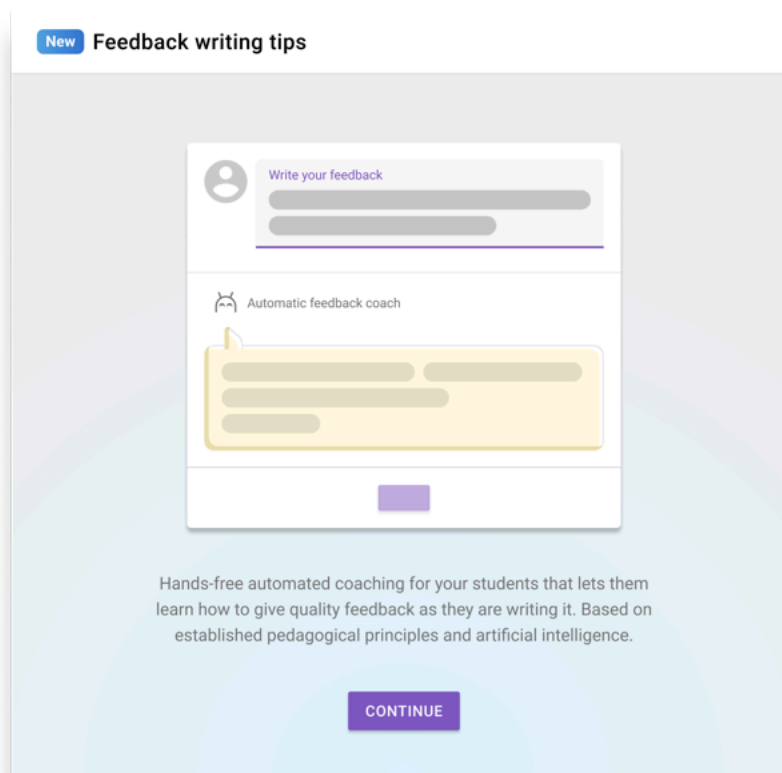 New Feedback writing tips
Write your feedback
Automatic feedback coach
Hands-free automated coaching for your students that lets them
learn how to give quality feedback as they are writing it. Based on
established pedagogical principles and artificial intelligence.
CONTINUE